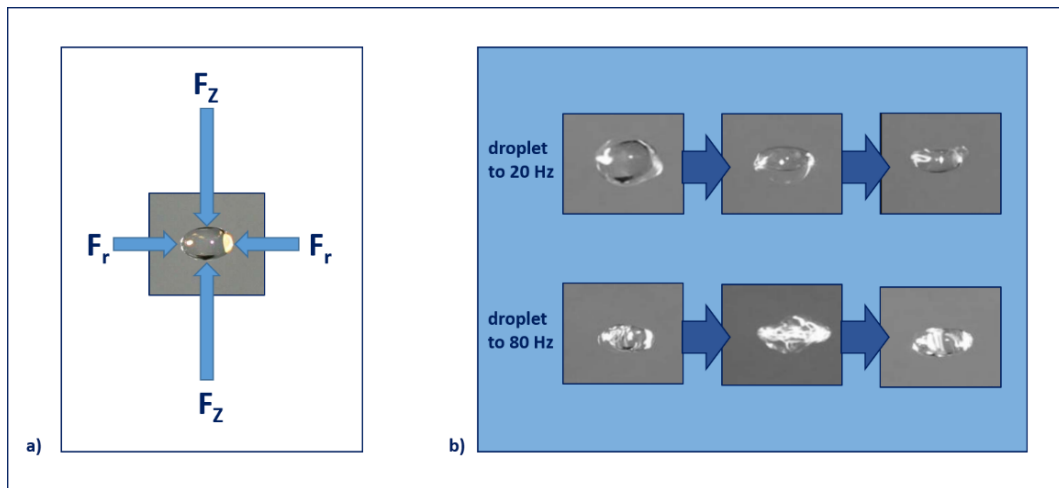 F_Z
F_r
F_r
F_Z
a)
droplet
to 20 Hz
droplet
to 80 Hz
b)